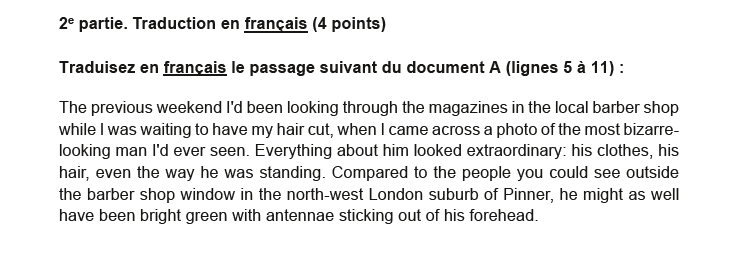 2e partie. Traduction en français (4 points)
Traduisez en français le passage suivant du document A (lignes 5 à 11) :
The previous weekend I'd been looking through the magazines in the local barber shop
while I was waiting to have my hair cut, when I came across a photo of the most bizarre-
looking man I'd ever seen. Everything about him looked extraordinary: his clothes, his
hair, even the way he was standing. Compared to the people you could see outside
the barber shop window in the north-west London suburb of Pinner, he might as well
have been bright green with antennae sticking out of his forehead.